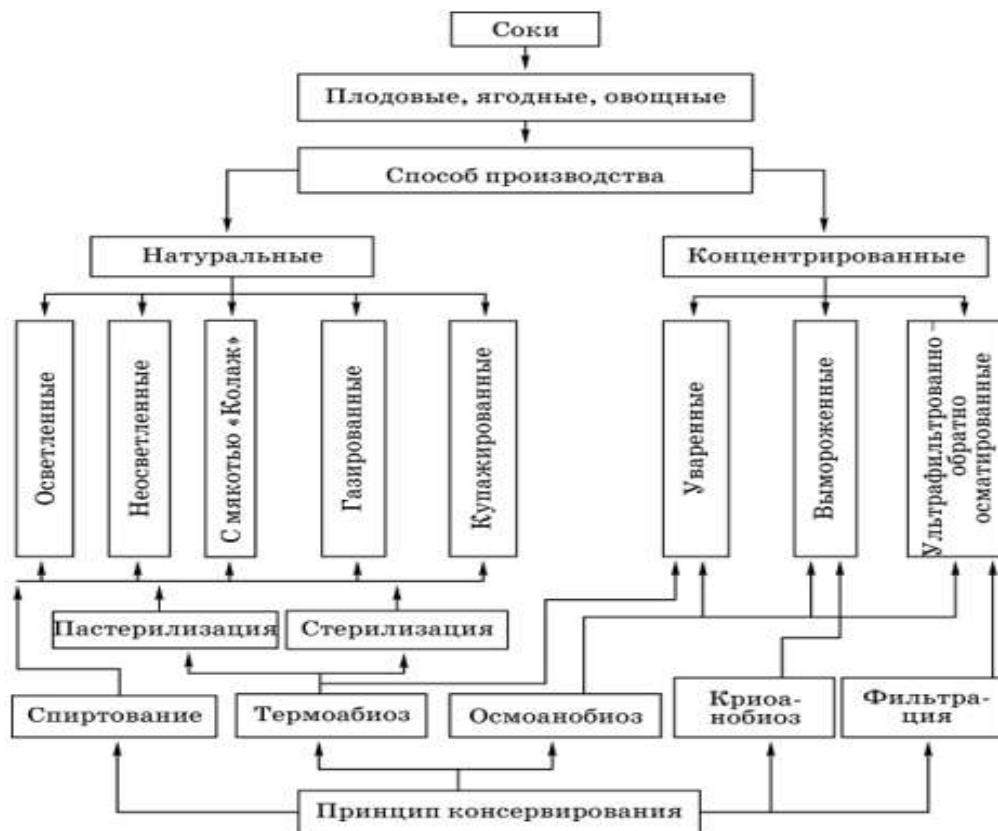 Соки
Плодовые, ягодные, овощные
Способ производства
Натуральные
Концентрированные
Осветленные
Неосветленные
С мякотью «Колаж»
Газированные
Купажированные
Уваренные
Вымороженные
Ультрафильтрованно –
обратно
осматированные
Пастерилизация
Стерилизация
Спиртование
Термоабиоз
Осмоанобиоз
Криоа-
нобиоз
Фильтра-
ция
Принцип консервирования